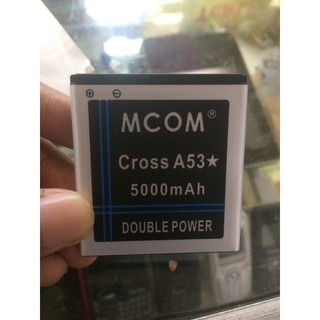 MCOM®
Cross A53★
5000mAh
DOUBLE POWER